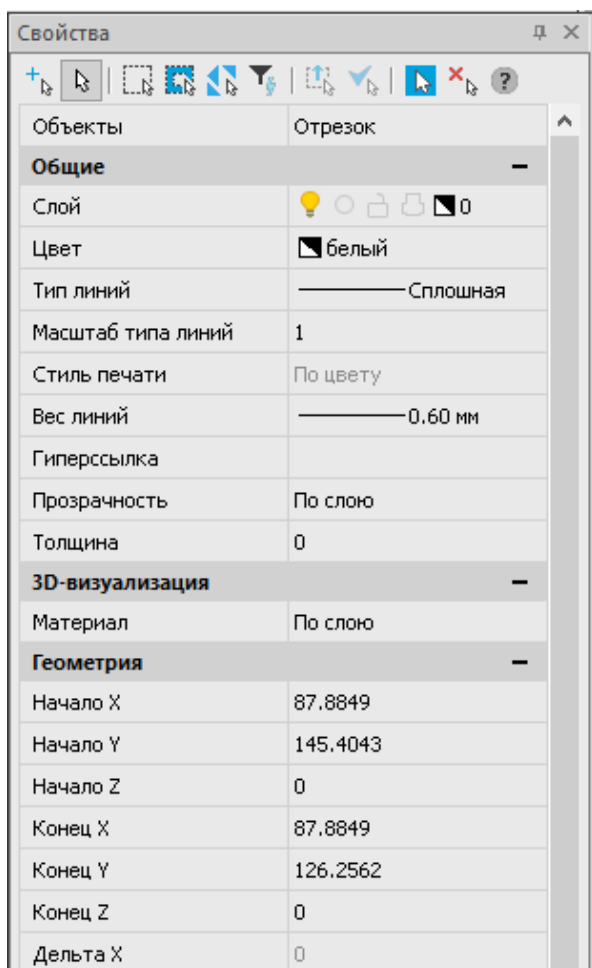 Свойства
?
Объекты Отрезок
Общие
Слой 0
Цвет белый
Тип линий Сплошная
Масштаб типа линий 1
Стиль печати По цвету
Вес линий 0.60 мм
Гиперссылка
Прозрачность По слою
Толщина 0
3D-визуализация
Материал По слою
Геометрия
Начало X 87.8849
Начало Y 145.4043
Начало Z 0
Конец X 87.8849
Конец Y 126.2562
Конец Z 0
Дельта X 0